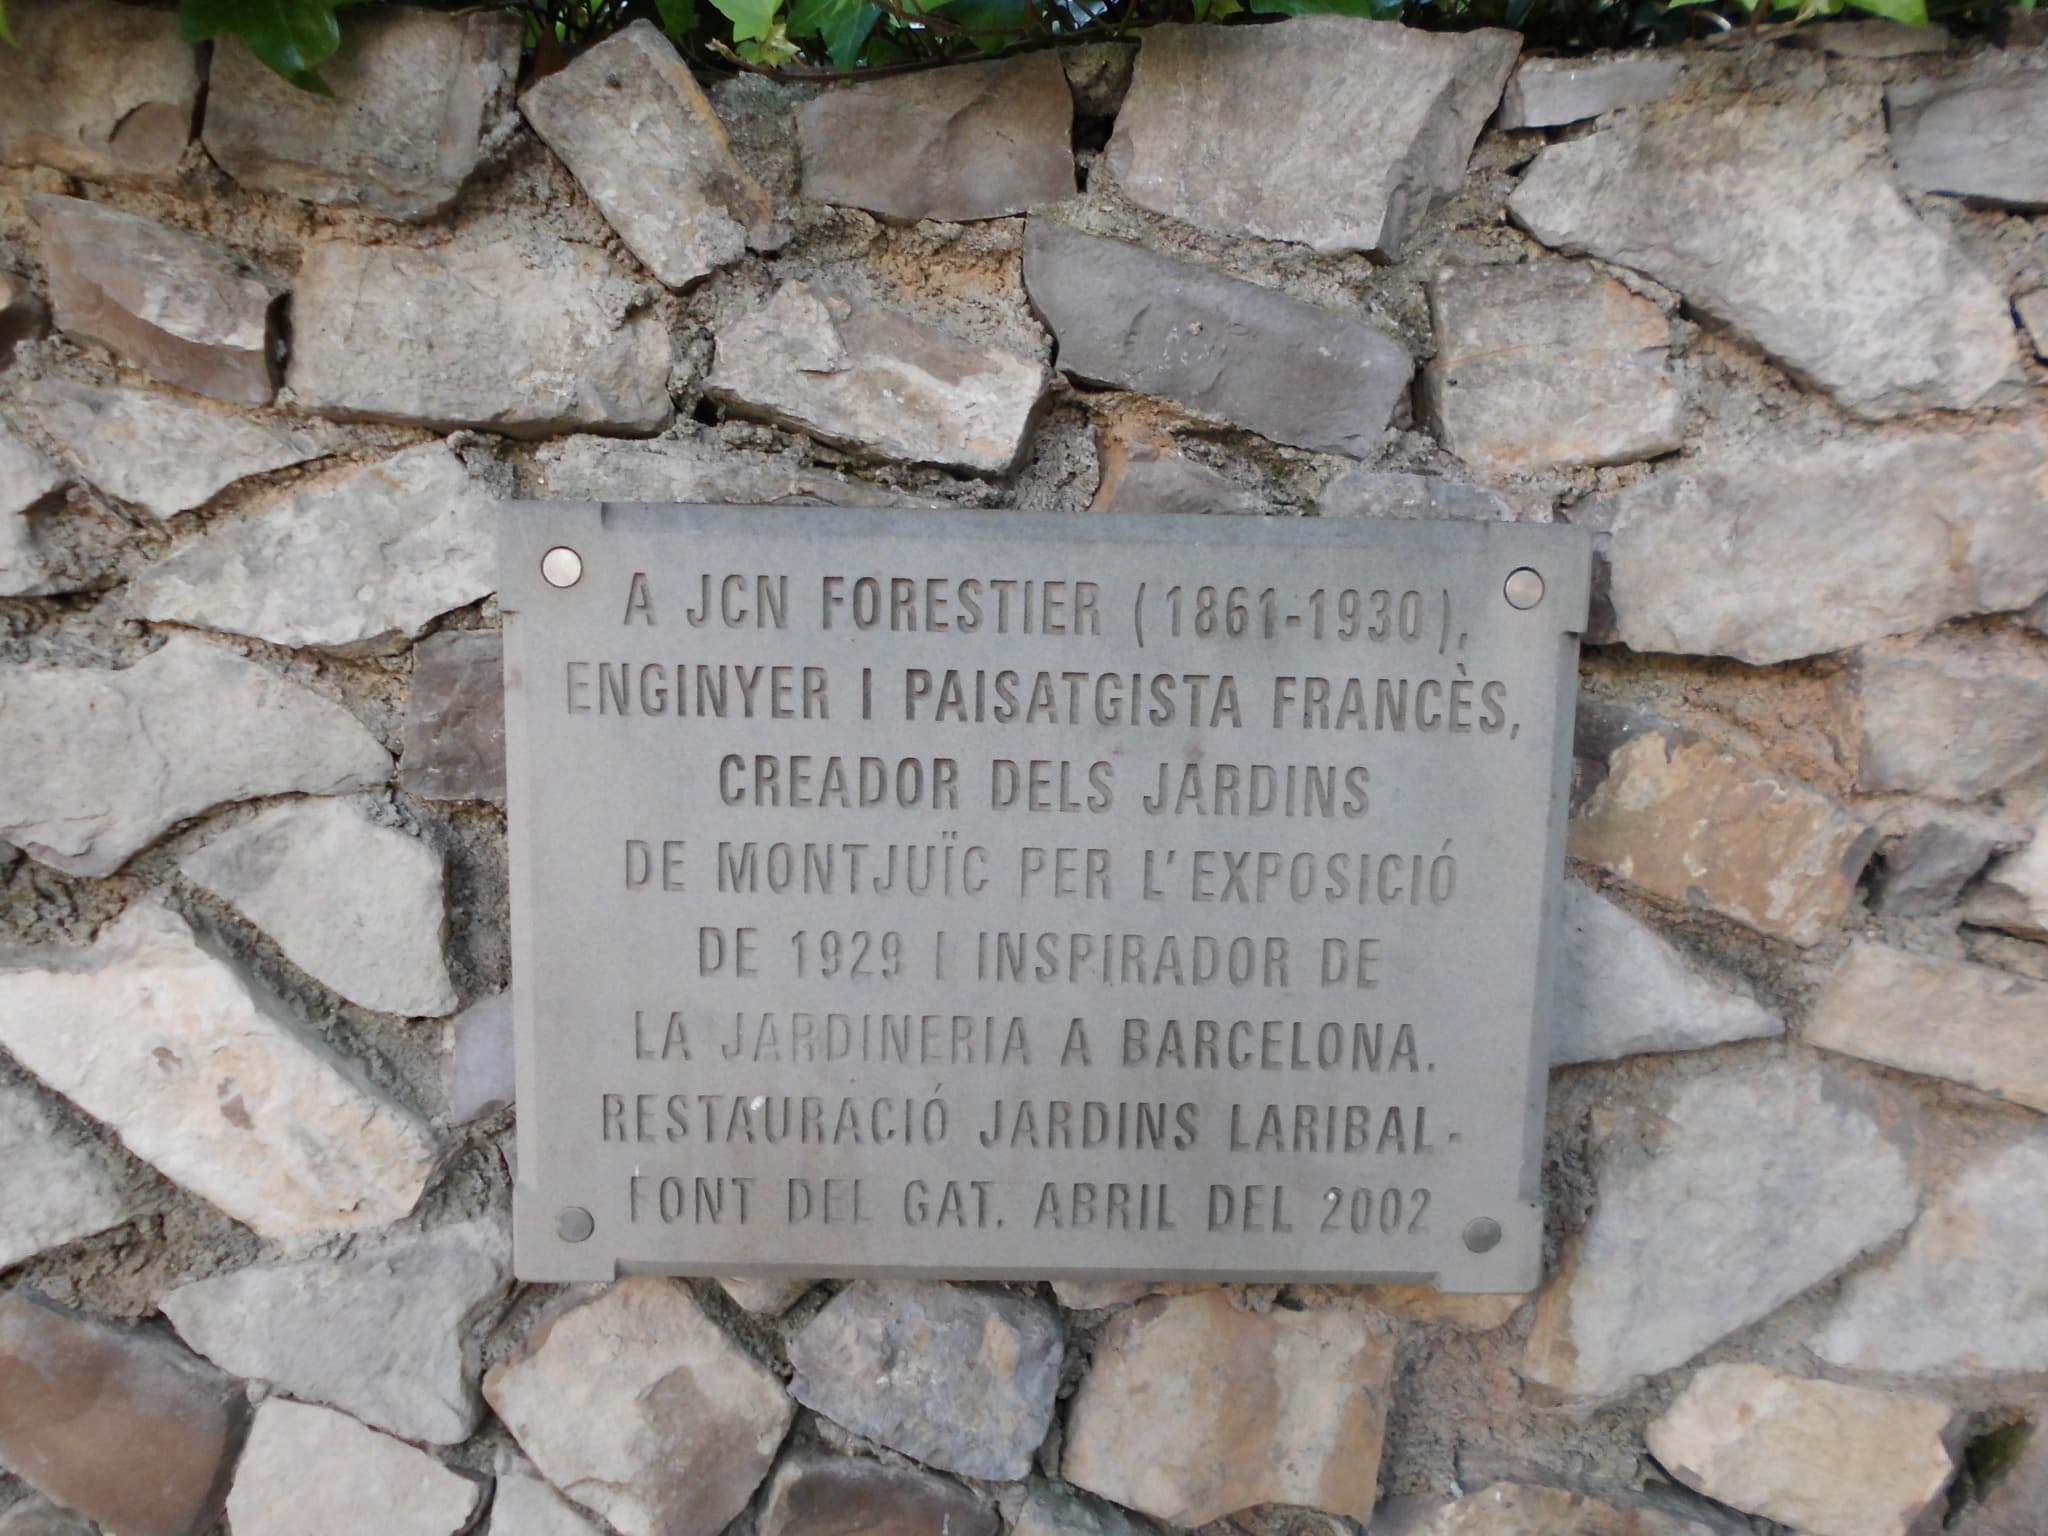 A JCN FORESTIER (1861-1930),
ENGINYER I PAISATGISTA FRANCÈS,
CREADOR DELS JARDINS
DE MONTJUÏC PER L'EXPOSICIÓ
DE 1929 I INSPIRADOR DE
LA JARDINERIA A BARCELONA.
RESTAURACIÓ JARDINS LARIBAL-
FONT DEL GAT. ABRIL DEL 2002